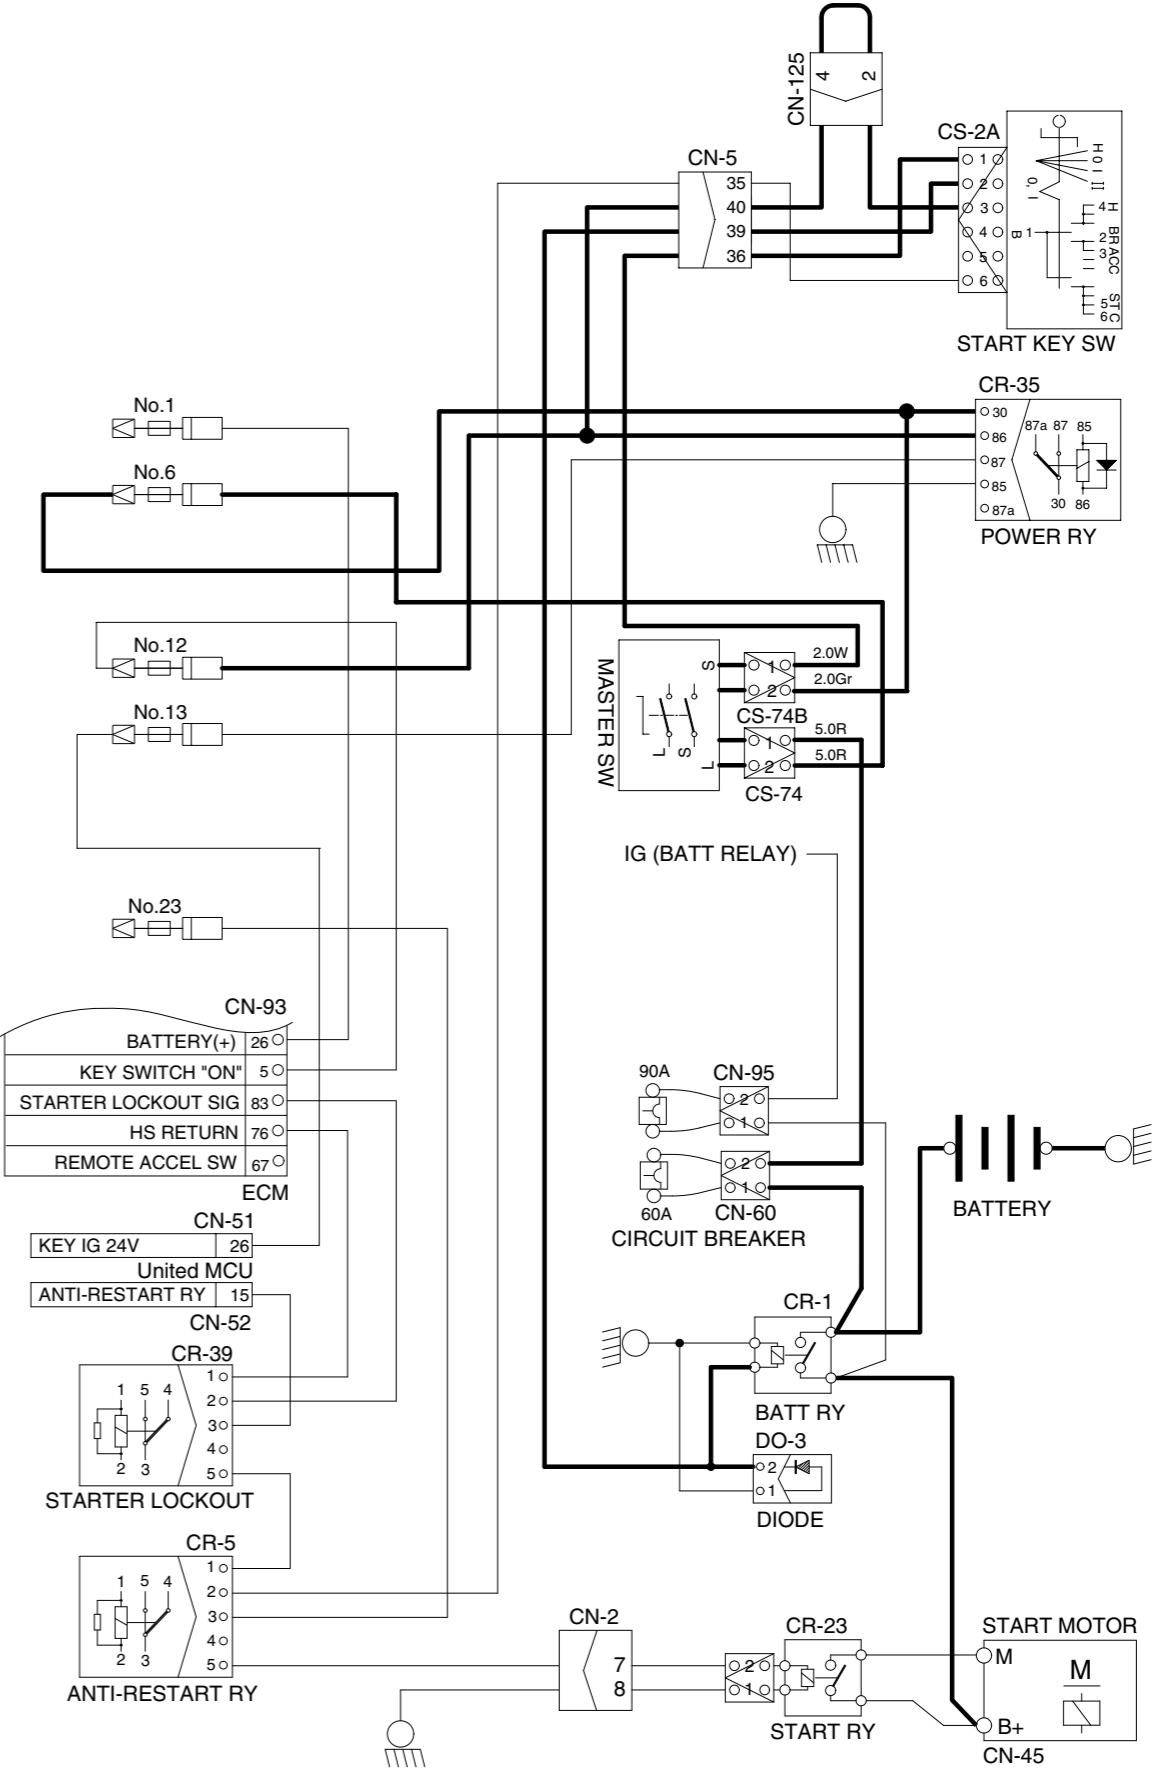 CN-125
4 2
CS-2A
CN-5
35
40
39
36
1
2
3
4
5
6
H O I II
0, I
4 H
B 1
2 BR
3 ACC
5 ST
6 C
START KEY SW
CR-35
30
86
87
85
87a
87a 87 85
30 86
POWER RY
No.1
No.6
No.12
No.13
No.23
MASTER SW
S
L
L S
1
2
2.0W
2.0Gr
CS-74B
1
2
5.0R
5.0R
CS-74
IG (BATT RELAY)
CN-93
BATTERY(+) 26
KEY SWITCH "ON" 5
STARTER LOCKOUT SIG 83
HS RETURN 76
REMOTE ACCEL SW 67
ECM
CN-51
KEY IG 24V 26
United MCU
ANTI-RESTART RY 15
CN-52
90A
CN-95
2
1
2
1
60A
CN-60
CIRCUIT BREAKER
BATTERY
CR-1
BATT RY
DO-3
2
1
DIODE
CR-39
1
2
3
4
5
1 5 4
2 3
STARTER LOCKOUT
CR-5
1
2
3
4
5
1 5 4
2 3
ANTI-RESTART RY
CN-2
7
8
2
1
CR-23
START RY
START MOTOR
M
M
B+
CN-45